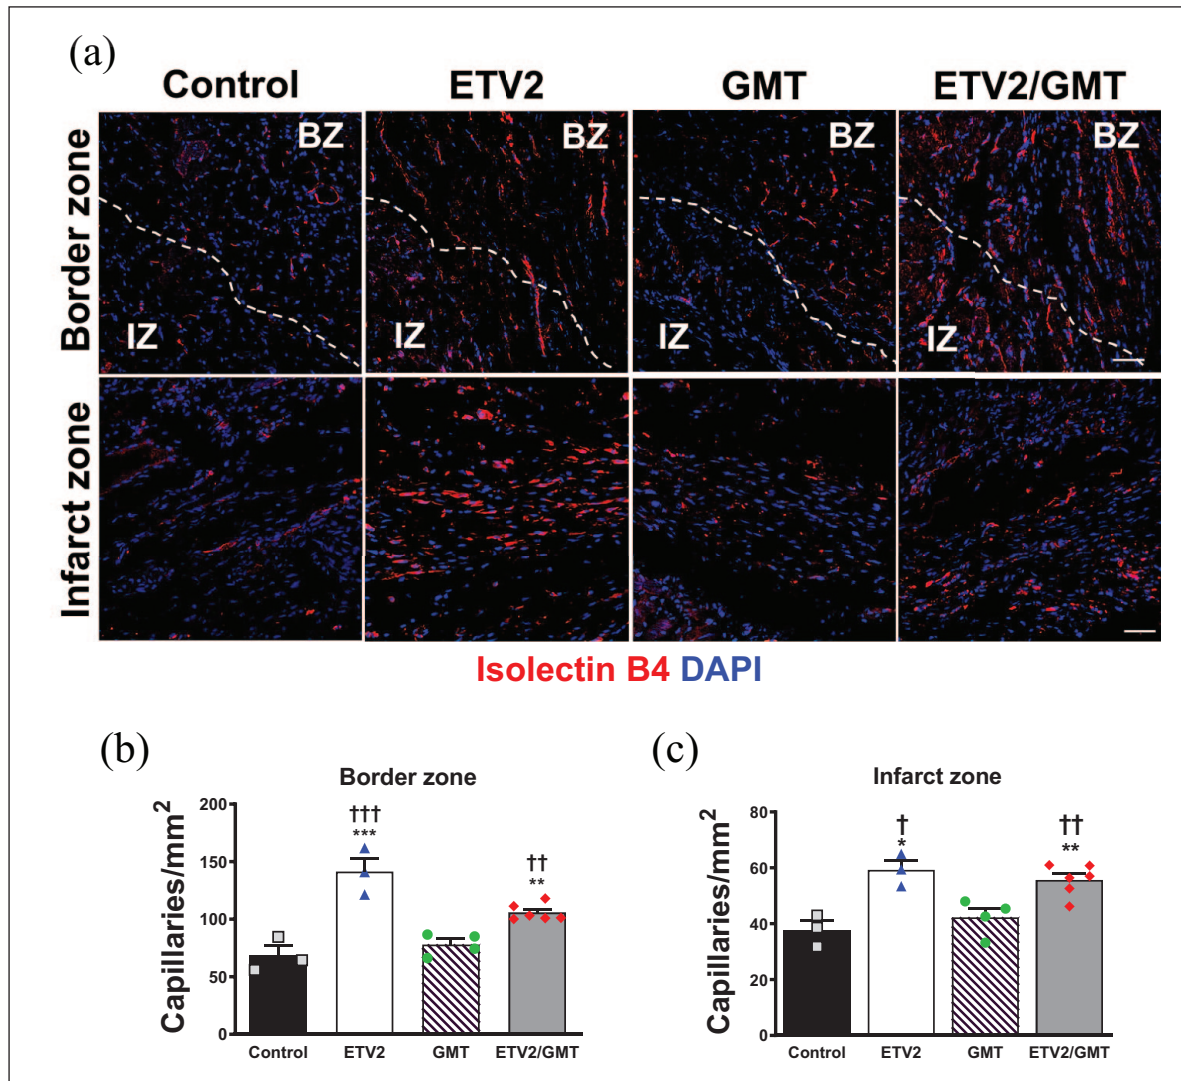 (a)
Control ETV2 GMT ETV2/GMT
Border zone
BZ BZ BZ BZ
IZ IZ IZ IZ
Infarct zone
Isolectin B4 DAPI
(b)
Border zone
Capillaries/mm²
200
150
100
50
0
†††
***
††
**
Control ETV2 GMT ETV2/GMT
(c)
Infarct zone
Capillaries/mm²
80
60
40
20
0
†
*
††
**
Control ETV2 GMT ETV2/GMT